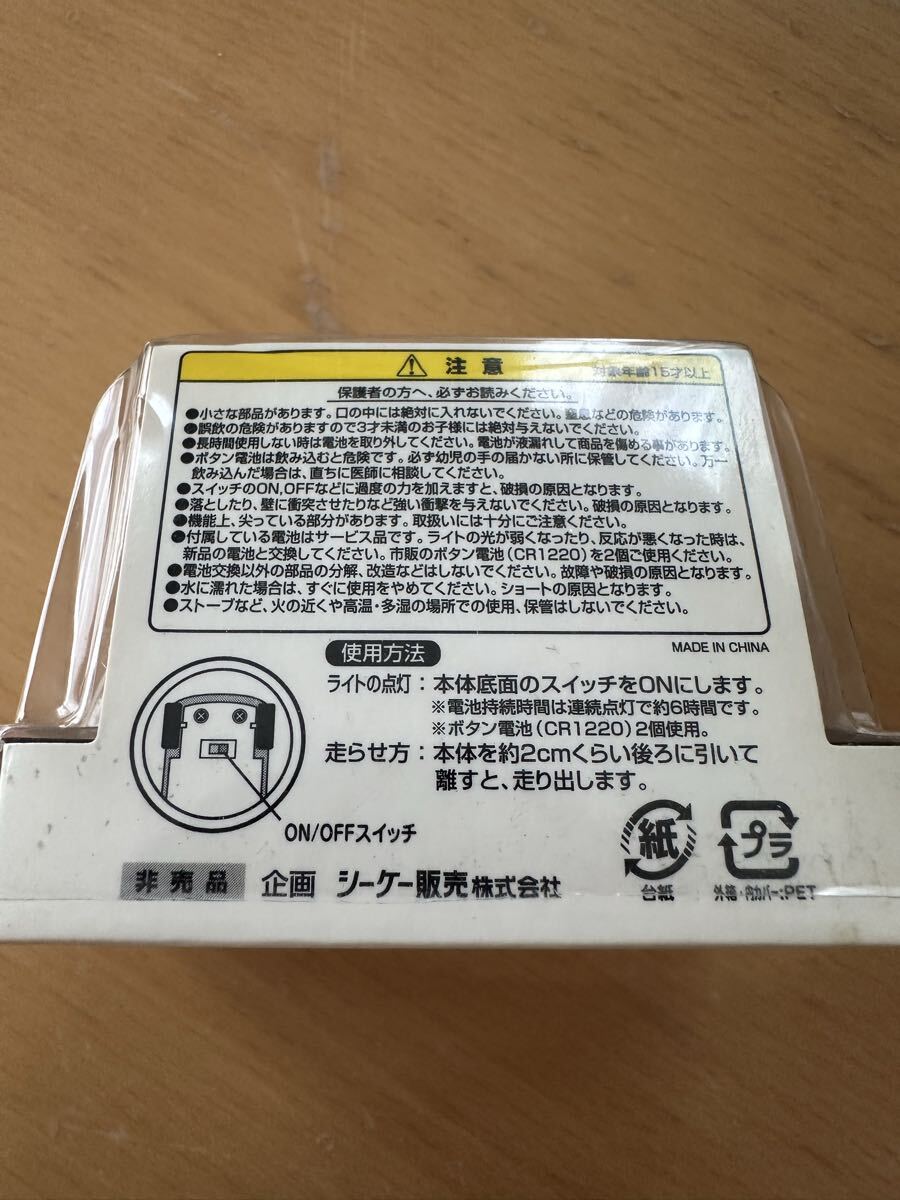 注意 対象年齢15才以上
保護者の方へ、必ずお読みください。
●小さな部品があります。口の中には絶対に入れないでください。窒息などの危険があります。
●誤飲の危険がありますので3才未満のお子様には絶対与えないでください。
●長時間使用しない時は電池を取り外してください。電池が液漏れして商品を傷める事があります。
●ボタン電池は飲み込むと危険です。必ず幼児の手の届かない所に保管してください。万一
飲み込んだ場合は、直ちに医師に相談してください。
●スイッチのON,OFFなどに過度の力を加えますと、破損の原因となります。
●落としたり、壁に衝突させたりなど強い衝撃を与えないでください。破損の原因となります。
●機能上、尖っている部分があります。取扱いには十分にご注意ください。
●付属している電池はサービス品です。ライトの光が弱くなったり、反応が悪くなった時は、
新品の電池と交換してください。市販のボタン電池(CR1220)を2個ご使用ください。
●電池交換以外の部品の分解、改造などはしないでください。故障や破損の原因となります。
●水に濡れた場合は、すぐに使用をやめてください。ショートの原因となります。
●ストーブなど、火の近くや高温・多湿の場所での使用、保管はしないでください。
MADE IN CHINA
使用方法
ライトの点灯:本体底面のスイッチをONにします。
※電池持続時間は連続点灯で約6時間です。
※ボタン電池(CR1220)2個使用。
走らせ方:本体を約2cmくらい後ろに引いて
離すと、走り出します。
ON/OFFスイッチ
非売品 企画 シーケー販売株式会社
紙
台紙
プラ
外箱・内カバー:PET